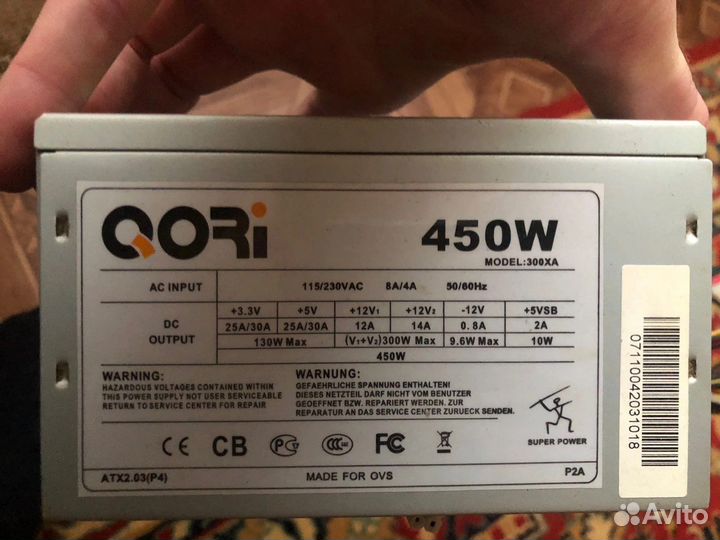 QORi
450W
MODEL:300XA
AC INPUT 115/230VAC 8A/4A 50/60Hz
DC OUTPUT
+3.3V +5V +12V1 +12V2 -12V +5VSB
25A/30A 25A/30A 12A 14A 0.8A 2A
130W Max (V1+V2)300W Max 9.6W Max 10W
450W
WARNING:
HAZARDOUS VOLTAGES CONTAINED WITHIN
THIS POWER SUPPLY NOT USER SERVICEABLE
RETURN TO SERVICE CENTER FOR REPAIR
WARNUNG:
GEFAEHRLICHE SPANNUNG ENTHALTENI
DIESES NETZTEIL DARF NICHT VOM BENUTZER
GEOEFFNET BZW. REPARIERT WERDEN. ZUR
REPARATUR AN DAS SERVICE CENTER ZURUECK SENDEN.
SUPER POWER
CE CB PG CCC FC
ATX2.03(P4) MADE FOR OVS P2A
07110042031018
Avito